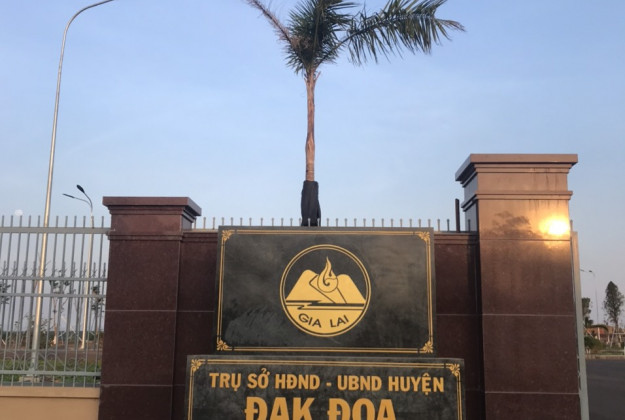 GIA LAI
TRỤ SỞ HĐND - UBND HUYỆN
ĐAK ĐOA